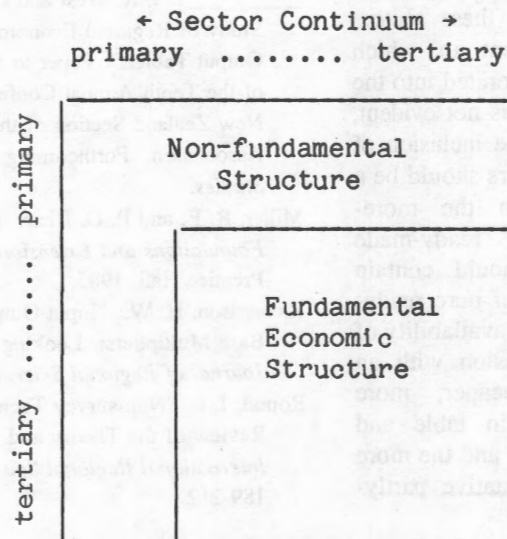 ← Sector Continuum →
primary ......... tertiary
primary ......... tertiary
Non-fundamental
Structure
Fundamental
Economic
Structure